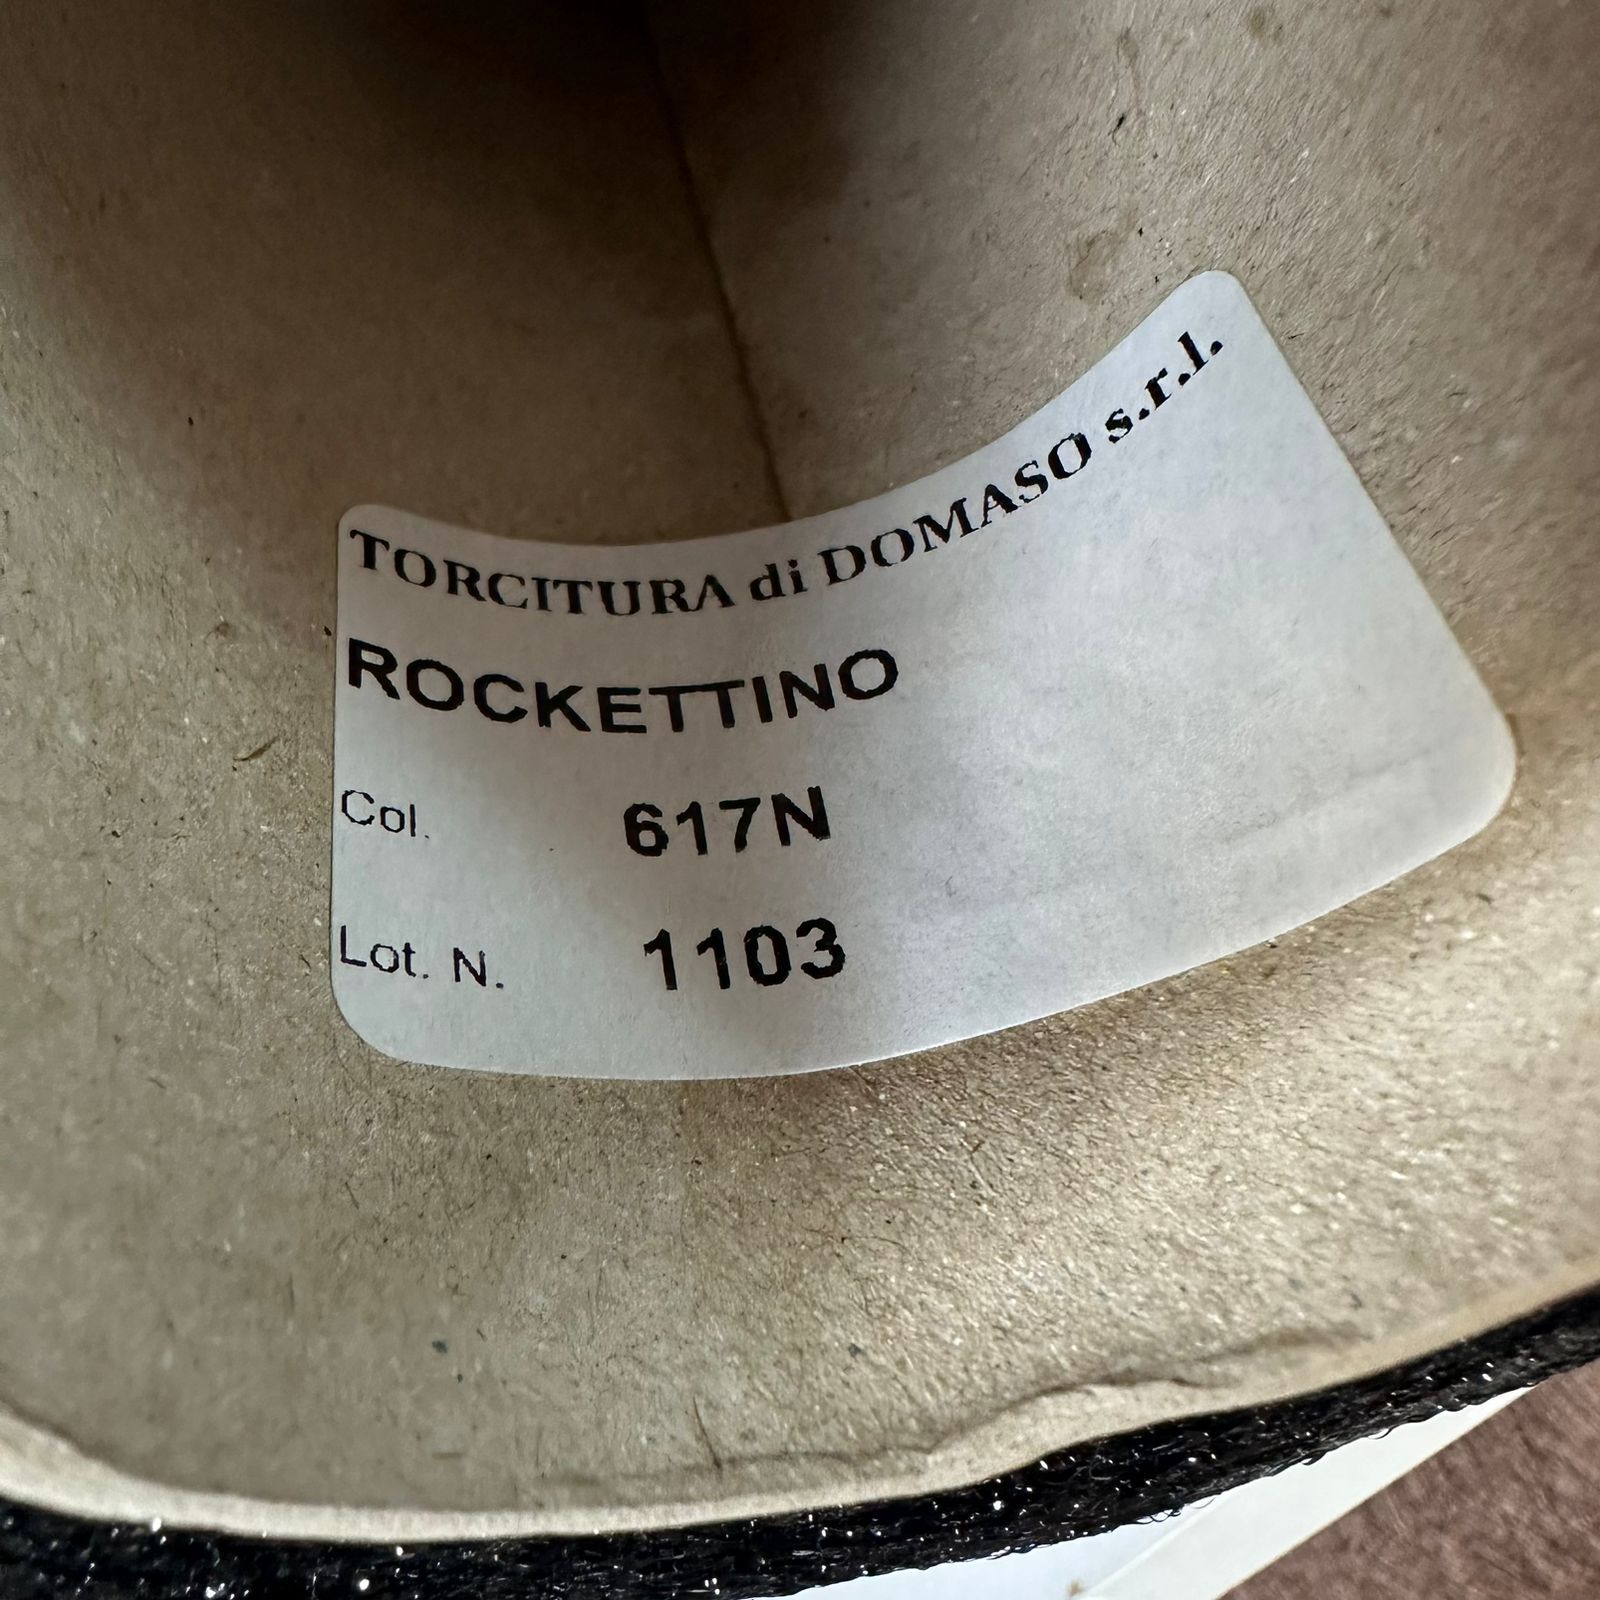 TORCITURA di DOMASO s.r.l.
ROCKETTINO
Col. 617N
Lot. N. 1103